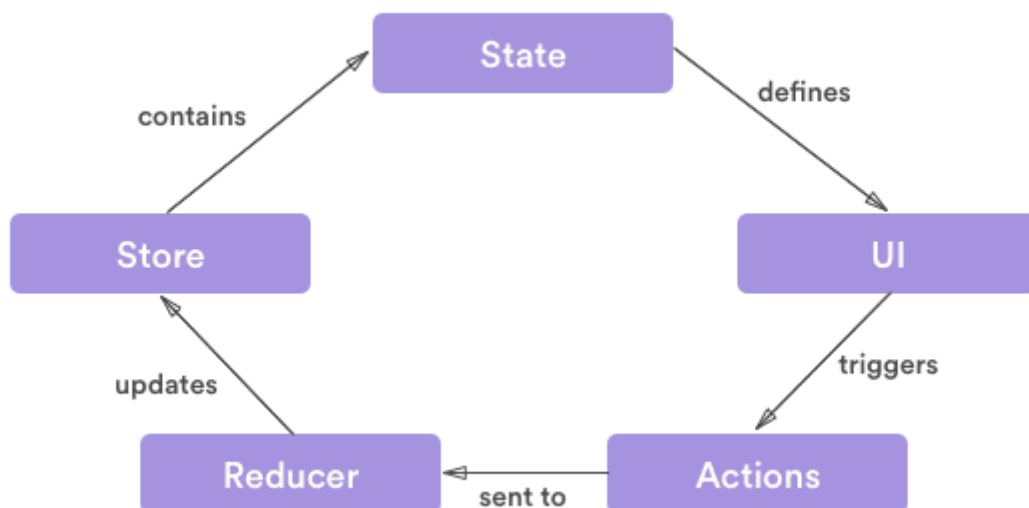 State
defines
contains
Store
UI
triggers
updates
Reducer
sent to
Actions